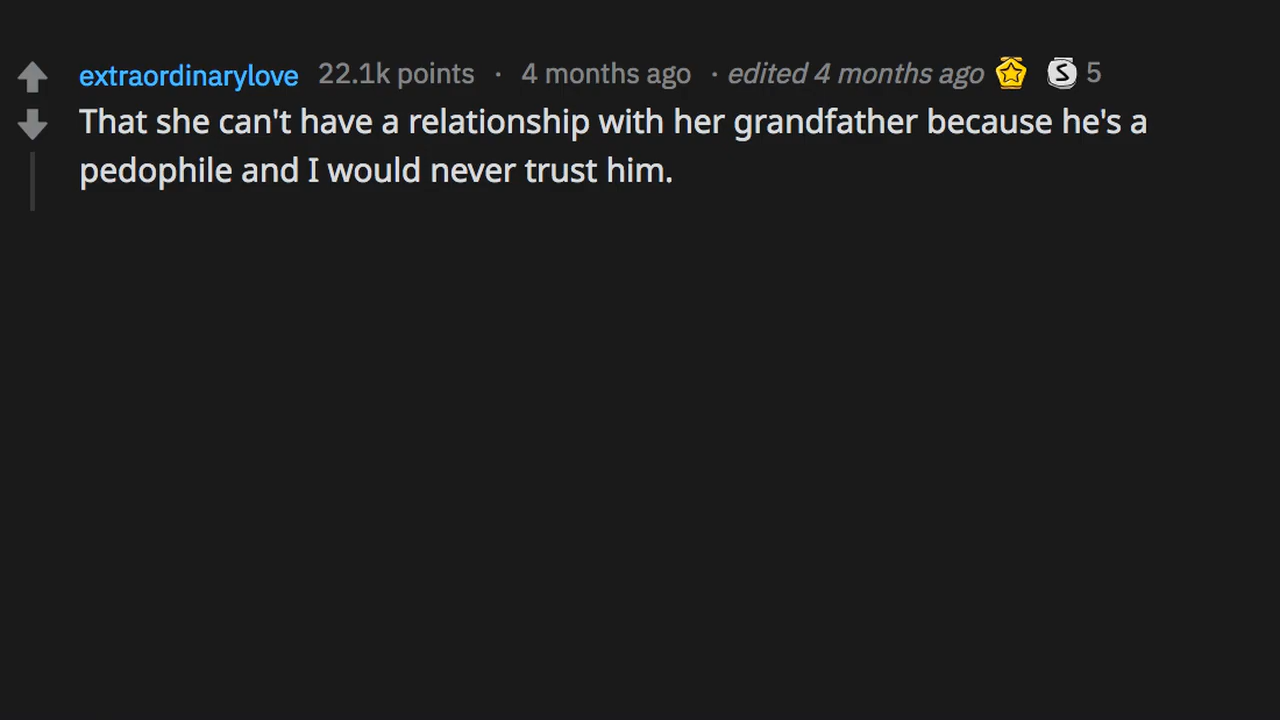 extraordinarylove 22.1k points · 4 months ago · edited 4 months ago S 5
That she can't have a relationship with her grandfather because he's a
pedophile and I would never trust him.